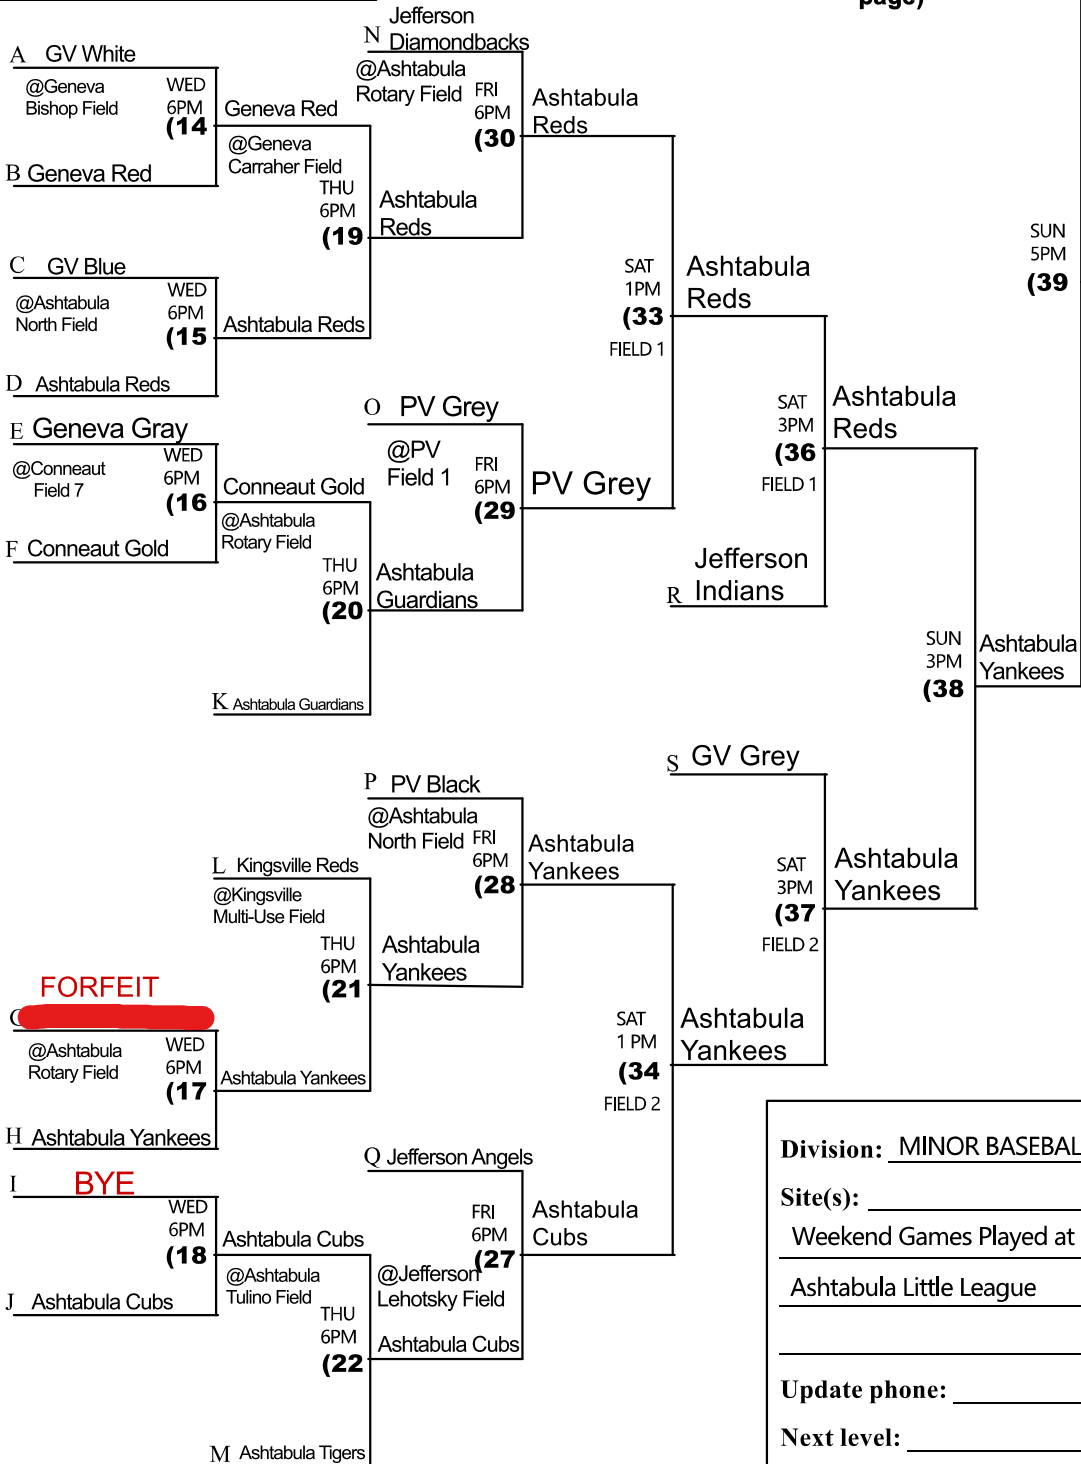 page)
A GV White
@Geneva
Bishop Field
WED
6PM
(14
B Geneva Red
Geneva Red
@Geneva
Carraher Field
THU
6PM
(19
C GV Blue
@Ashtabula
North Field
WED
6PM
(15
D Ashtabula Reds
Ashtabula Reds
N Jefferson
Diamondbacks
@Ashtabula
Rotary Field
FRI
6PM
(30
Ashtabula
Reds
Ashtabula
Reds
SAT
1PM
(33
FIELD 1
Ashtabula
Reds
SUN
5PM
(39
E Geneva Gray
@Conneaut
Field 7
WED
6PM
(16
F Conneaut Gold
Conneaut Gold
@Ashtabula
Rotary Field
THU
6PM
(20
K Ashtabula Guardians
O PV Grey
@PV
Field 1
FRI
6PM
(29
Ashtabula
Guardians
PV Grey
SAT
3PM
(36
FIELD 1
Ashtabula
Reds
R Jefferson
Indians
SUN
3PM
(38
Ashtabula
Yankees
S GV Grey
P PV Black
@Ashtabula
North Field
FRI
6PM
(28
Ashtabula
Yankees
L Kingsville Reds
@Kingsville
Multi-Use Field
THU
6PM
(21
Ashtabula
Yankees
SAT
3PM
(37
FIELD 2
Ashtabula
Yankees
FORFEIT
@Ashtabula
Rotary Field
WED
6PM
(17
H Ashtabula Yankees
Ashtabula Yankees
SAT
1 PM
(34
FIELD 2
Ashtabula
Yankees
I BYE
WED
6PM
(18
J Ashtabula Cubs
Ashtabula Cubs
@Ashtabula
Tulino Field
THU
6PM
(22
M Ashtabula Tigers
Q Jefferson Angels
FRI
6PM
(27
@Jefferson
Lehotsky Field
Ashtabula Cubs
Ashtabula
Cubs
Division: MINOR BASEBAL
Site(s):
Weekend Games Played at
Ashtabula Little League
Update phone:
Next level: